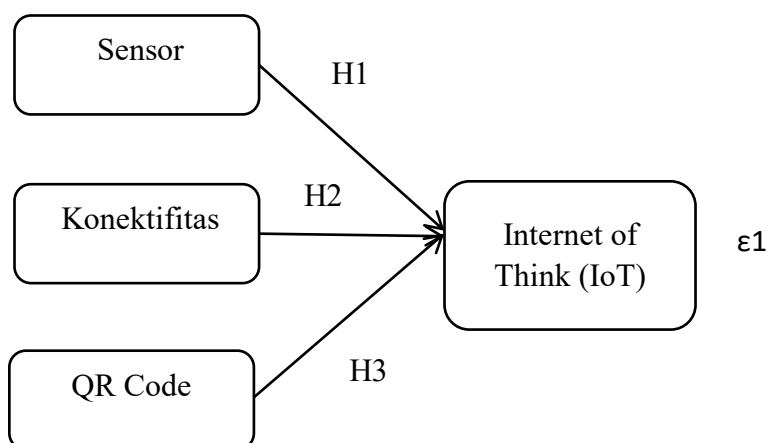 Sensor
H1
Konektifitas
H2
Internet of
Think (IoT)
ε1
QR Code
H3